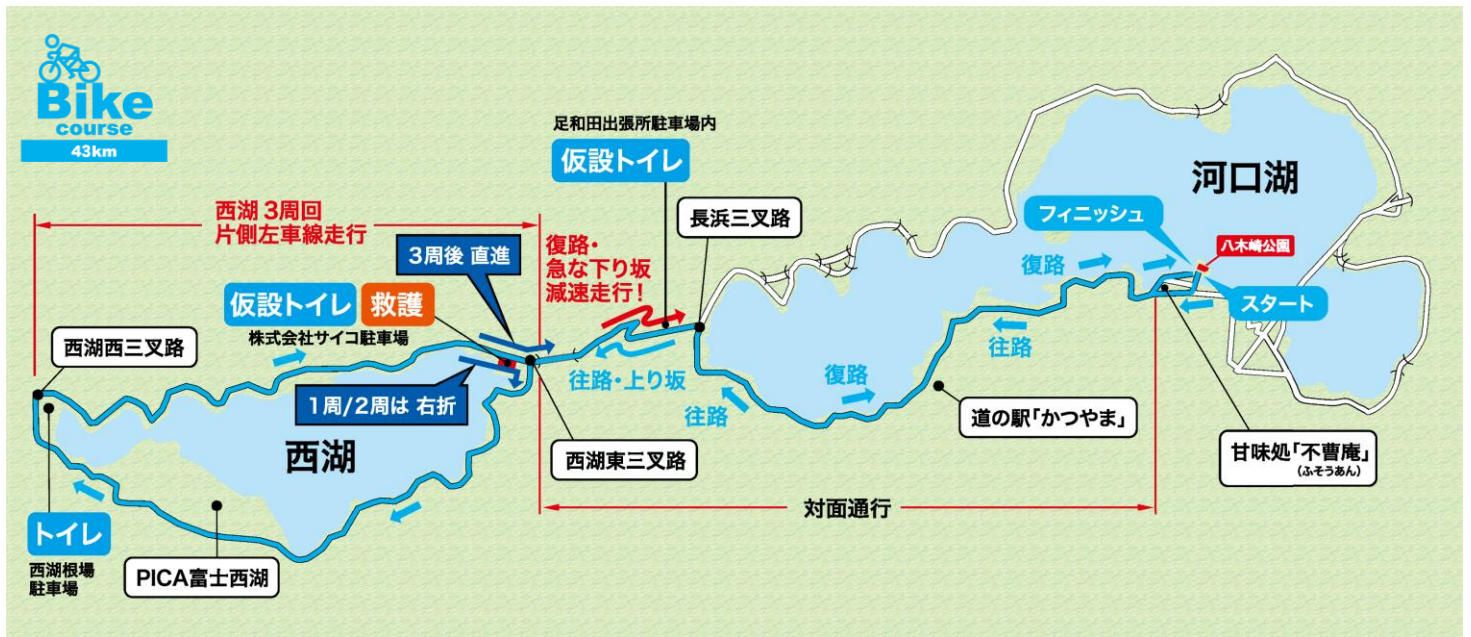 Bike
course
43km
足和田出張所駐車場内
仮設トイレ
長浜三叉路
河口湖
フィニッシュ
八木崎公園
スタート
西湖 3周回
片側左車線走行
3周後 直進
復路・
急な下り坂
減速走行!
復路
仮設トイレ
救護
株式会社サイコ駐車場
西湖西三叉路
往路・上り坂
往路
復路
往路
1周/2周は 右折
道の駅「かつやま」
西湖
西湖東三叉路
甘味処「不曹庵」
(ふそうあん)
対面通行
トイレ
西湖根場
駐車場
PICA富士西湖